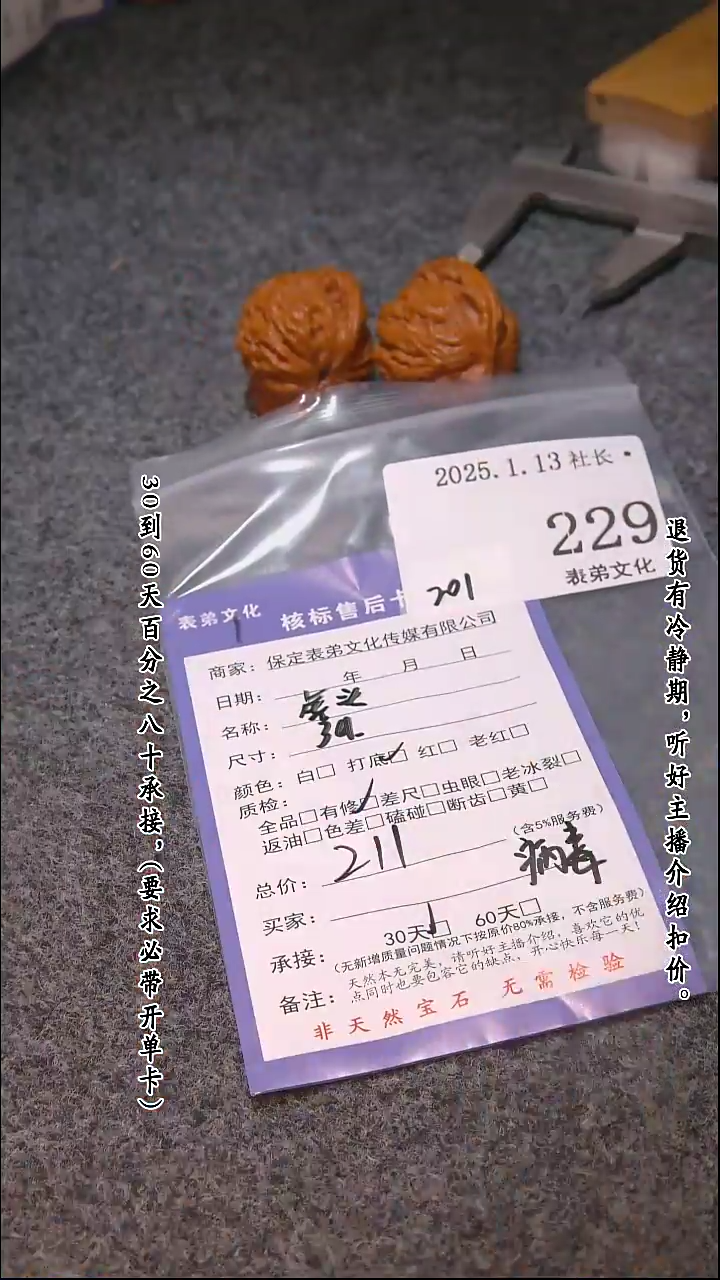 2025.1.13 社长
229
表弟文化
201
表弟文化
核标售后卡
商家：保定表弟文化传媒有限公司
日期： 年 月 日
名称：
尺寸：
颜色：白□ 打底□ 红□ 老红□
质检：全品□有修□差尺□虫眼□老冰裂□
返油□色差□磕碰□断齿□黄□
总价：211 (含5%服务费)
买家：病毒
承接：30天□ 60天□
(无新增质量问题情况下按原价80%承接，不含服务费)
备注：天然本无完美，请听好主播介绍，喜欢它的优
点同时也要包容它的缺点，开心快乐每一天！
非天然宝石 无需检验
30到60天百分之八十承接，（要求必带开单卡）
退货有冷静期，听好主播介绍扣价。